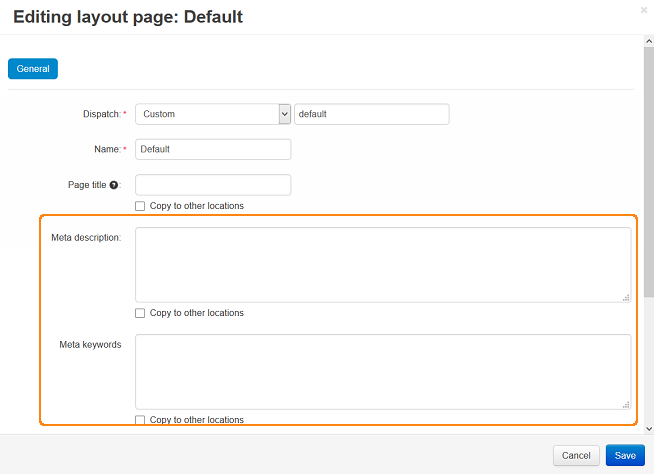 Editing layout page: Default
General
Dispatch: * Custom default
Name: * Default
Page title ?:
Copy to other locations
Meta description:
Copy to other locations
Meta keywords
Copy to other locations
Cancel Save